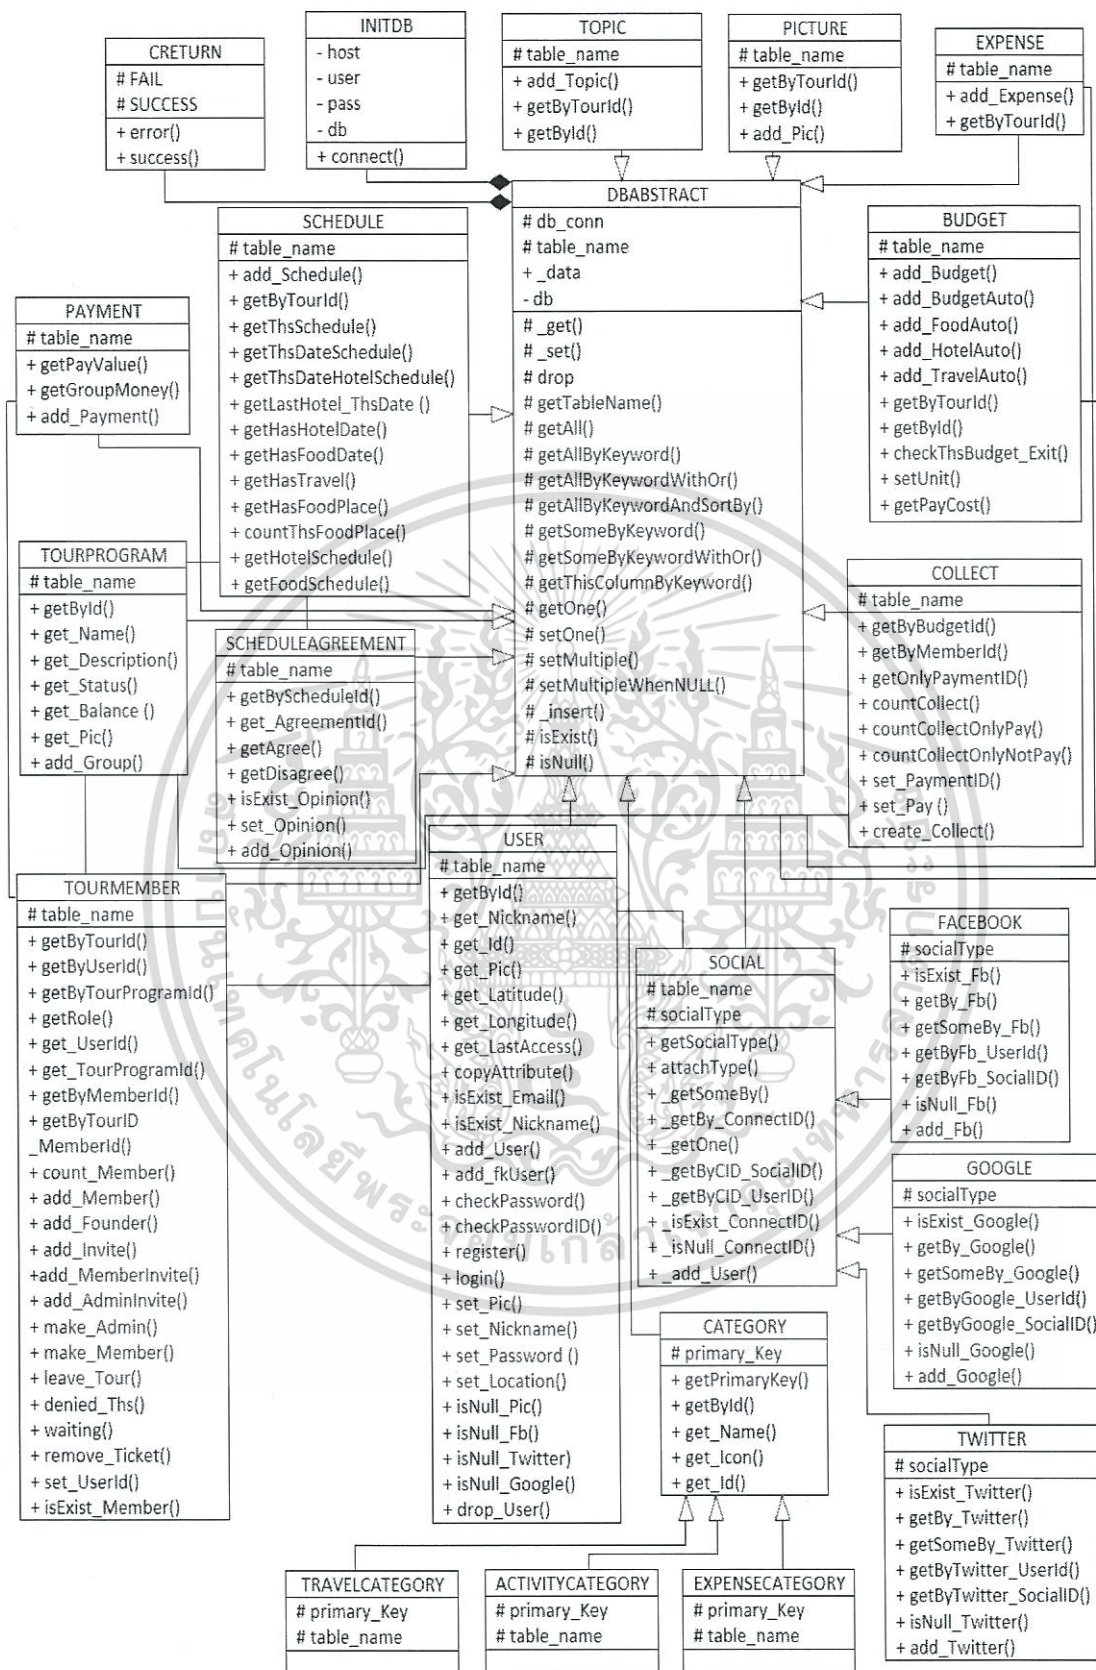 CRETURN
# FAIL
# SUCCESS
+ error()
+ success()
INITDB
- host
- user
- pass
- db
+ connect()
TOPIC
# table_name
+ add_Topic()
+ getByTourId()
+ getById()
PICTURE
# table_name
+ getByTourId()
+ getById()
+ add_Pic()
EXPENSE
# table_name
+ add_Expense()
+ getByTourId()
DBABSTRACT
# db_conn
# table_name
+ _data
- db
# _get()
# _set()
# drop
# getTableName()
# getAll()
# getAllByKeyword()
# getAllByKeywordWithOr()
# getAllByKeywordAndSortBy()
# getSomeByKeyword()
# getSomeByKeywordWithOr()
# getThisColumnByKeyword()
# getOne()
# setOne()
# setMultiple()
# setMultipleWhenNULL()
# _insert()
# isExist()
# isNull()
SCHEDULE
# table_name
+ add_Schedule()
+ getByTourId()
+ getThsSchedule()
+ getThsDateSchedule()
+ getThsDateHotelSchedule()
+ getLastHotel_ThsDate ()
+ getHasHotelDate()
+ getHasFoodDate()
+ getHasTravel()
+ getHasFoodPlace()
+ countThsFoodPlace()
+ getHotelSchedule()
+ getFoodSchedule()
BUDGET
# table_name
+ add_Budget()
+ add_BudgetAuto()
+ add_FoodAuto()
+ add_HotelAuto()
+ add_TravelAuto()
+ getByTourId()
+ getById()
+ checkThsBudget_Exit()
+ setUnit()
+ getPayCost()
PAYMENT
# table_name
+ getPayValue()
+ getGroupMoney()
+ add_Payment()
TOURPROGRAM
# table_name
+ getById()
+ get_Name()
+ get_Description()
+ get_Status()
+ get_Balance ()
+ get_Pic()
+ add_Group()
SCHEDULEAGREEMENT
# table_name
+ getByScheduleId()
+ get_AgreementId()
+ getAgree()
+ getDisagree()
+ isExist_Opinion()
+ set_Opinion()
+ add_Opinion()
COLLECT
# table_name
+ getByBudgetId()
+ getByMemberId()
+ getOnlyPaymentID()
+ countCollect()
+ countCollectOnlyPay()
+ countCollectOnlyNotPay()
+ set_PaymentID()
+ set_Pay ()
+ create_Collect()
TOURMEMBER
# table_name
+ getByTourId()
+ getByUserId()
+ getByTourProgramId()
+ getRole()
+ get_UserId()
+ get_TourProgramId()
+ getByMemberId()
+ getByTourID
_MemberId()
+ count_Member()
+ add_Member()
+ add_Founder()
+ add_Invite()
+add_MemberInvite()
+ add_AdminInvite()
+ make_Admin()
+ make_Member()
+ leave_Tour()
+ denied_Ths()
+ waiting()
+ remove_Ticket()
+ set_UserId()
+ isExist_Member()
USER
# table_name
+ getById()
+ get_Nickname()
+ get_Id()
+ get_Pic()
+ get_Latitude()
+ get_Longitude()
+ get_LastAccess()
+ copyAttribute()
+ isExist_Email()
+ isExist_Nickname()
+ add_User()
+ add_fkUser()
+ checkPassword()
+ checkPasswordID()
+ register()
+ login()
+ set_Pic()
+ set_Nickname()
+ set_Password ()
+ set_Location()
+ isNull_Pic()
+ isNull_Fb()
+ isNull_Twitter)
+ isNull_Google()
+ drop_User()
SOCIAL
# table_name
# socialType
+ getSocialType()
+ attachType()
+ _getSomeBy()
+ _getBy_ConnectID()
+ _getOne()
+ _getByCID_SocialID()
+ _getByCID_UserID()
+ _isExist_ConnectID()
+ _isNull_ConnectID()
+ _add_User()
FACEBOOK
# socialType
+ isExist_Fb()
+ getBy_Fb()
+ getSomeBy_Fb()
+ getByFb_UserId()
+ getByFb_SocialID()
+ isNull_Fb()
+ add_Fb()
GOOGLE
# socialType
+ isExist_Google()
+ getBy_Google()
+ getSomeBy_Google()
+ getByGoogle_UserId()
+ getByGoogle_SocialID()
+ isNull_Google()
+ add_Google()
CATEGORY
# primary_Key
+ getPrimaryKey()
+ getById()
+ get_Name()
+ get_Icon()
+ get_Id()
TWITTER
# socialType
+ isExist_Twitter()
+ getBy_Twitter()
+ getSomeBy_Twitter()
+ getByTwitter_UserId()
+ getByTwitter_SocialID()
+ isNull_Twitter()
+ add_Twitter()
TRAVELCATEGORY
# primary_Key
# table_name
ACTIVITYCATEGORY
# primary_Key
# table_name
EXPENSECATEGORY
# primary_Key
# table_name